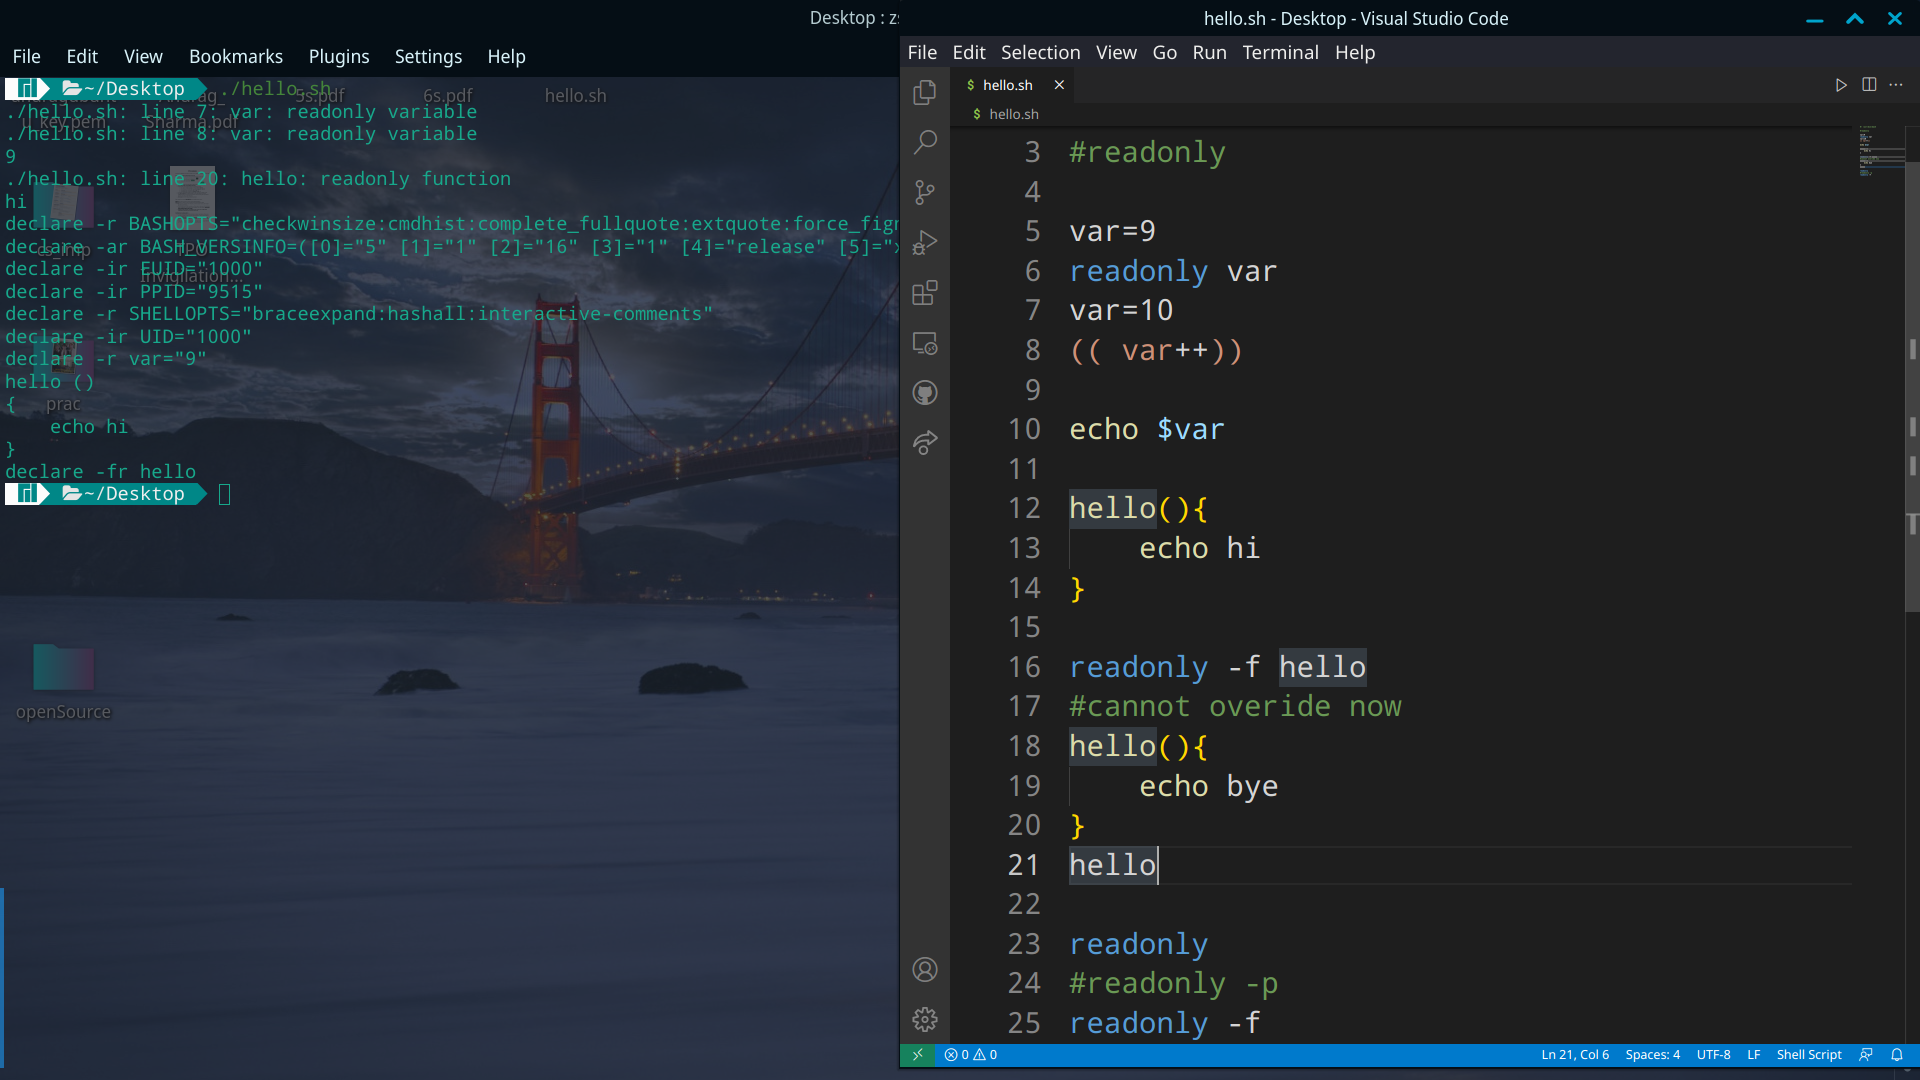 Desktop : zs
File Edit View Bookmarks Plugins Settings Help
~/Desktop ./hello.sh
./hello.sh: line 7: var: readonly variable
./hello.sh: line 8: var: readonly variable
9
./hello.sh: line 20: hello: readonly function
hi
declare -r BASHOPTS="checkwinsize:cmdhist:complete_fullquote:extquote:force_fign
declare -ar BASH_VERSINFO=([0]="5" [1]="1" [2]="16" [3]="1" [4]="release" [5]="x
declare -ir EUID="1000"
declare -ir PPID="9515"
declare -r SHELLOPTS="braceexpand:hashall:interactive-comments"
declare -ir UID="1000"
declare -r var="9"
hello ()
{
    echo hi
}
declare -fr hello
~/Desktop
5s.pdf
6s.pdf
hello.sh
Sharma.pdf
cs_imp
prac
openSource
hello.sh - Desktop - Visual Studio Code
File Edit Selection View Go Run Terminal Help
$ hello.sh
$ hello.sh
3 #readonly
4
5 var=9
6 readonly var
7 var=10
8 (( var++))
9
10 echo $var
11
12 hello(){
13     echo hi
14 }
15
16 readonly -f hello
17 #cannot overide now
18 hello(){
19     echo bye
20 }
21 hello
22
23 readonly
24 #readonly -p
25 readonly -f
0 0 Ln 21, Col 6 Spaces: 4 UTF-8 LF Shell Script